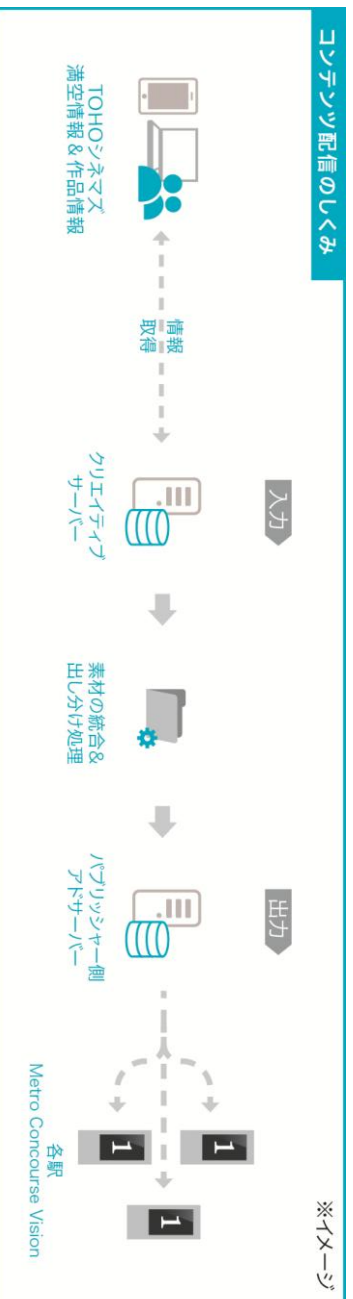 コンテンツ配信のしくみ
※イメージ
入力
出力
TOHOシネマズ
満空情報 & 作品情報
情報
取得
クリエイティブ
サーバー
素材の統合&
出し分け処理
パブリッシャー側
アドサーバー
1
1
1
各駅
Metro Concourse Vision